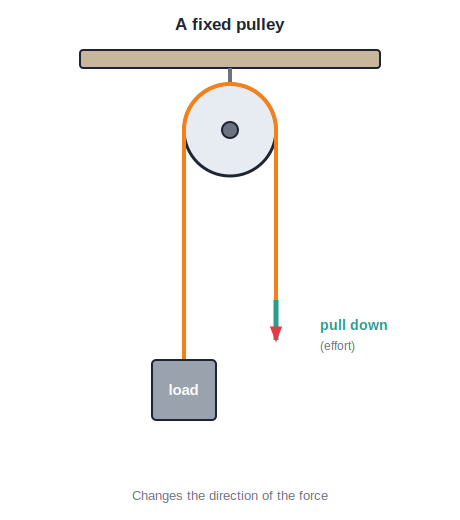 A fixed pulley
pull down
(effort)
load
Changes the direction of the force